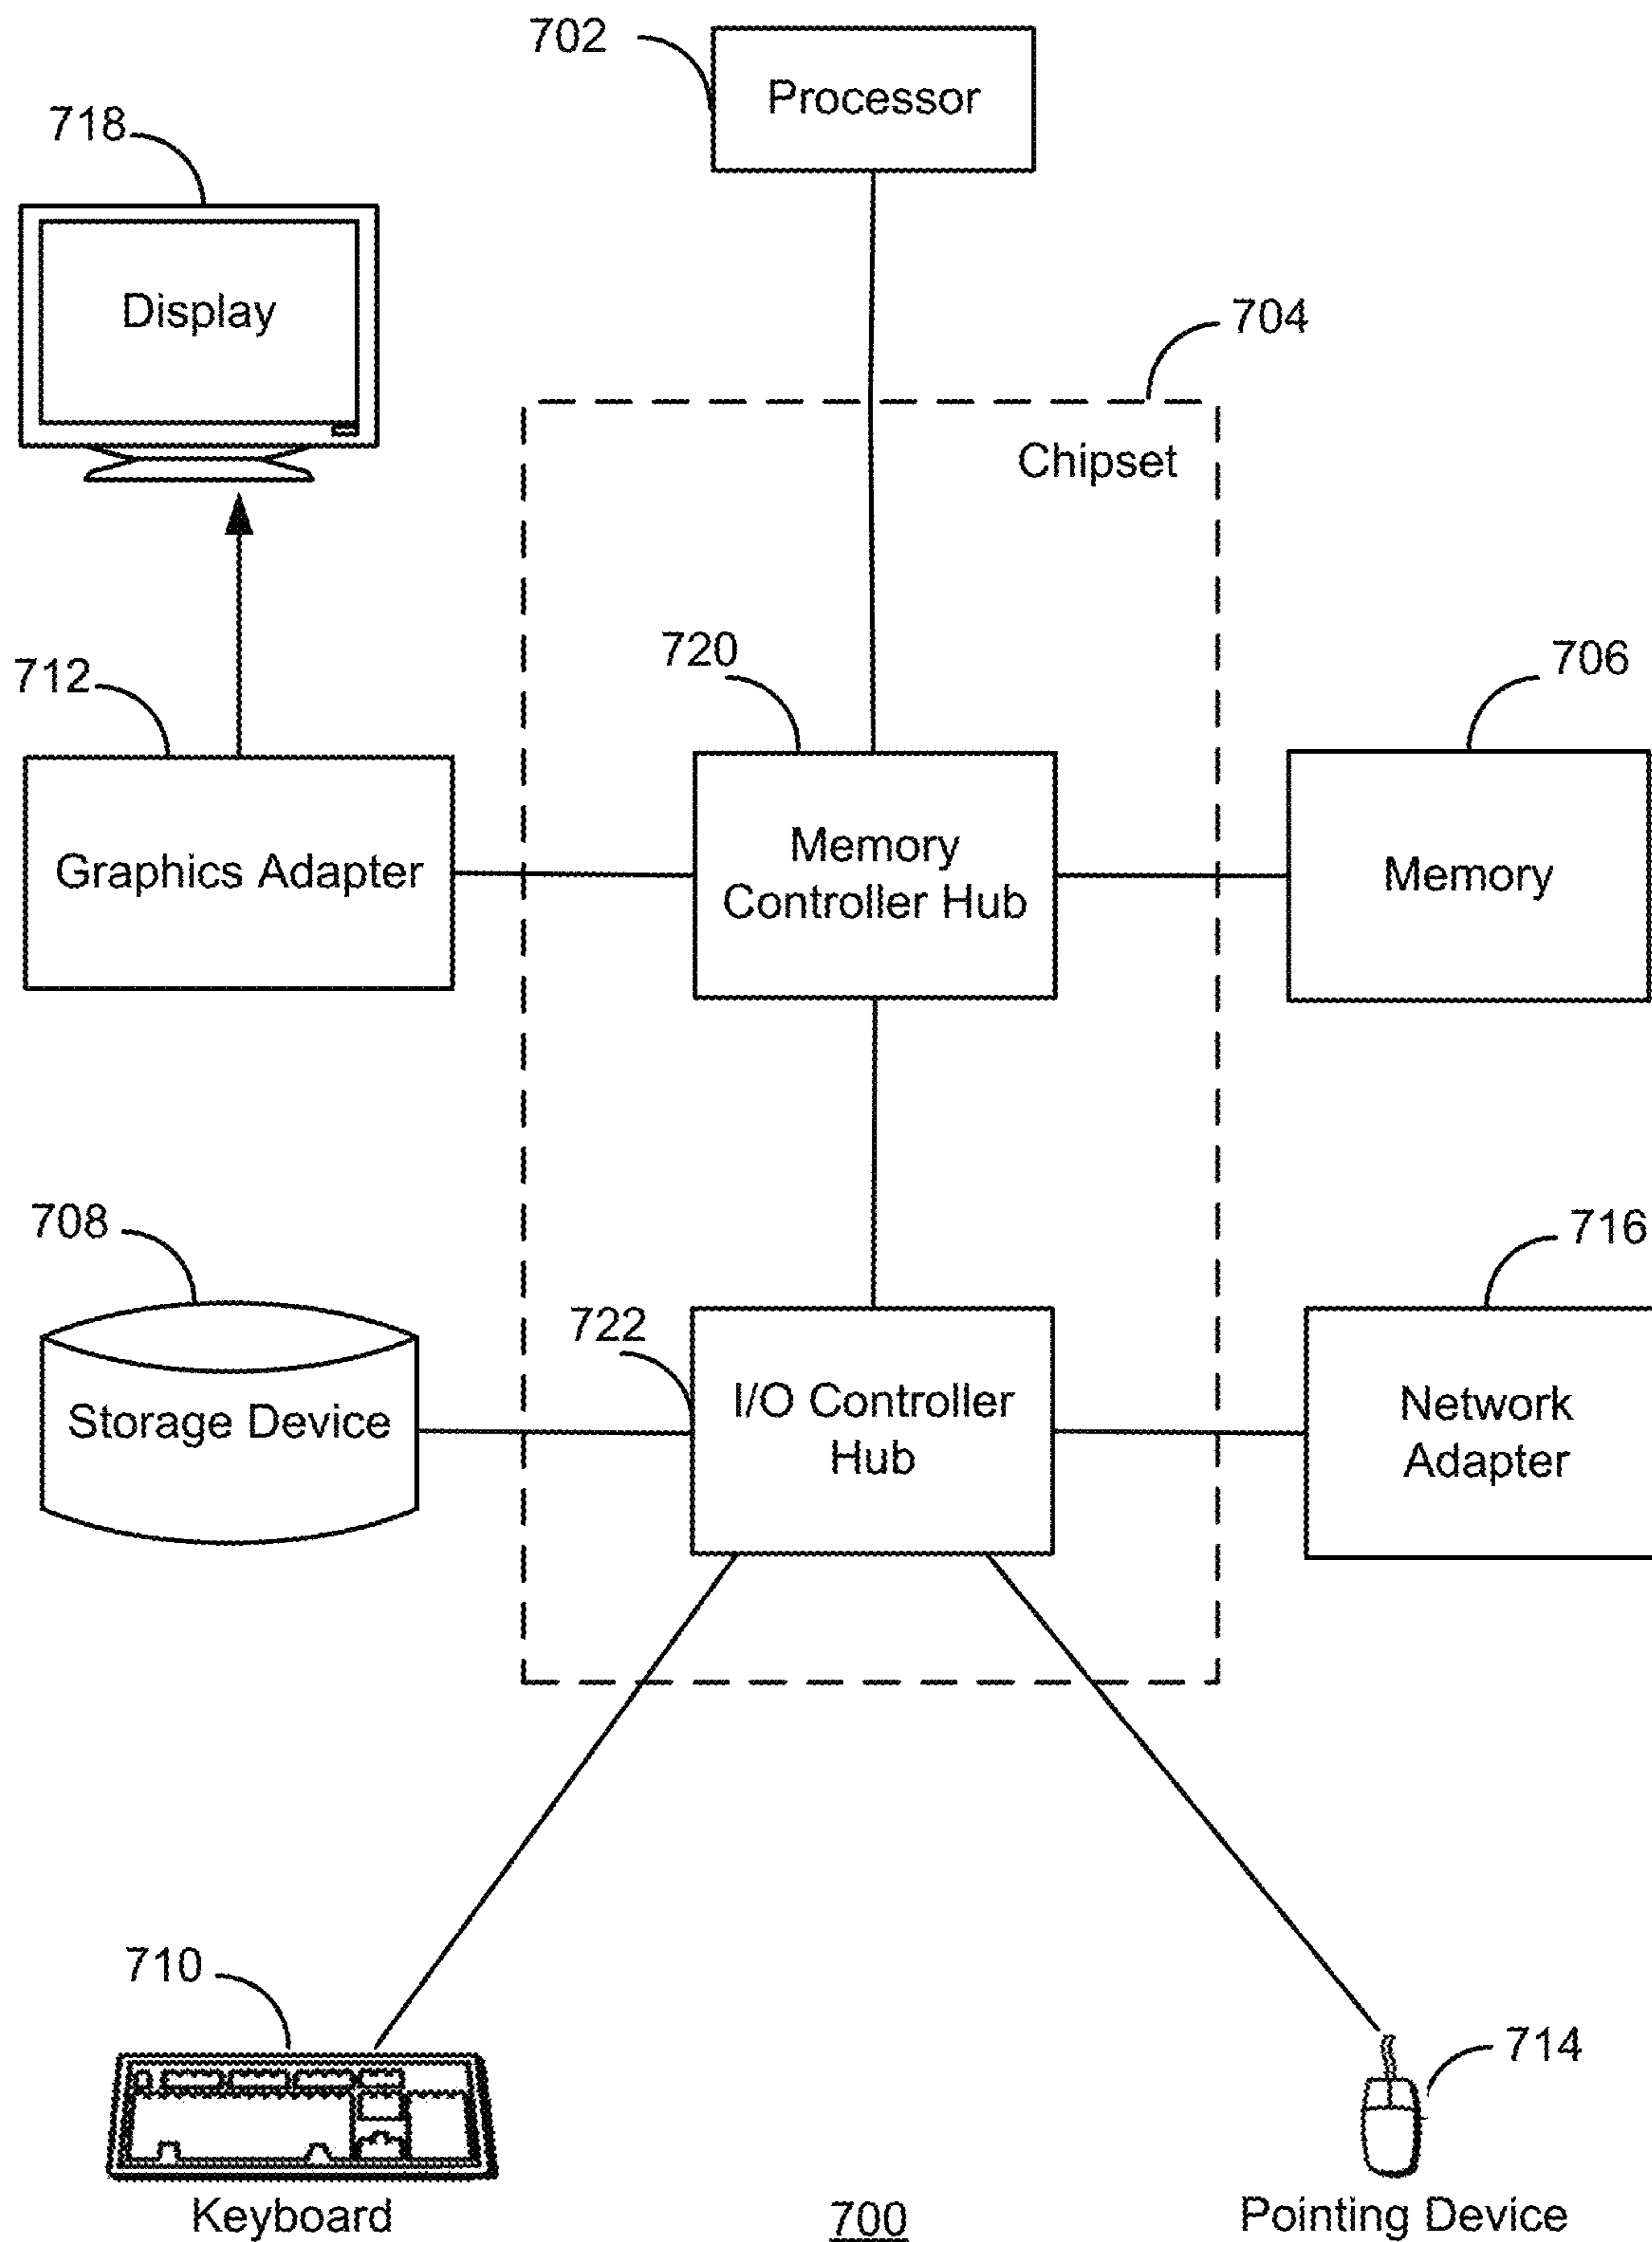 702
Processor
718
Display
704
Chipset
720
706
712
Memory
Controller Hub
Graphics Adapter
Memory
708
716
722
I/O Controller
Hub
Storage Device
Network
Adapter
710
714
Keyboard
700
Pointing Device